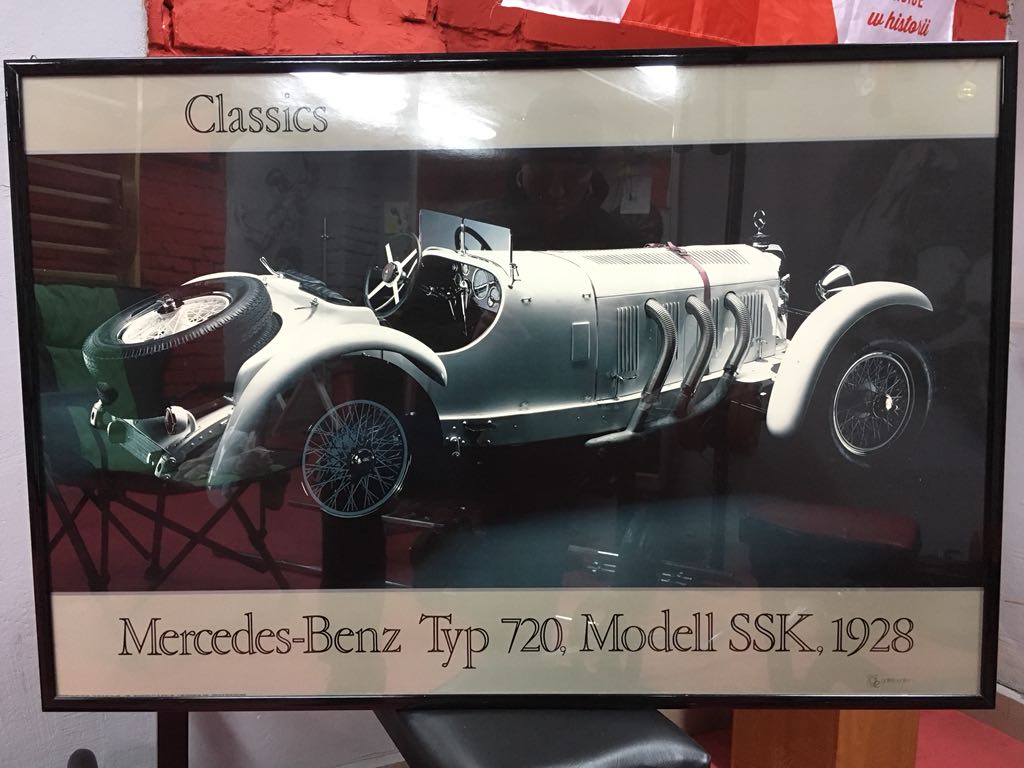 w historii
Classics
Mercedes-Benz Typ 720, Modell SSK, 1928